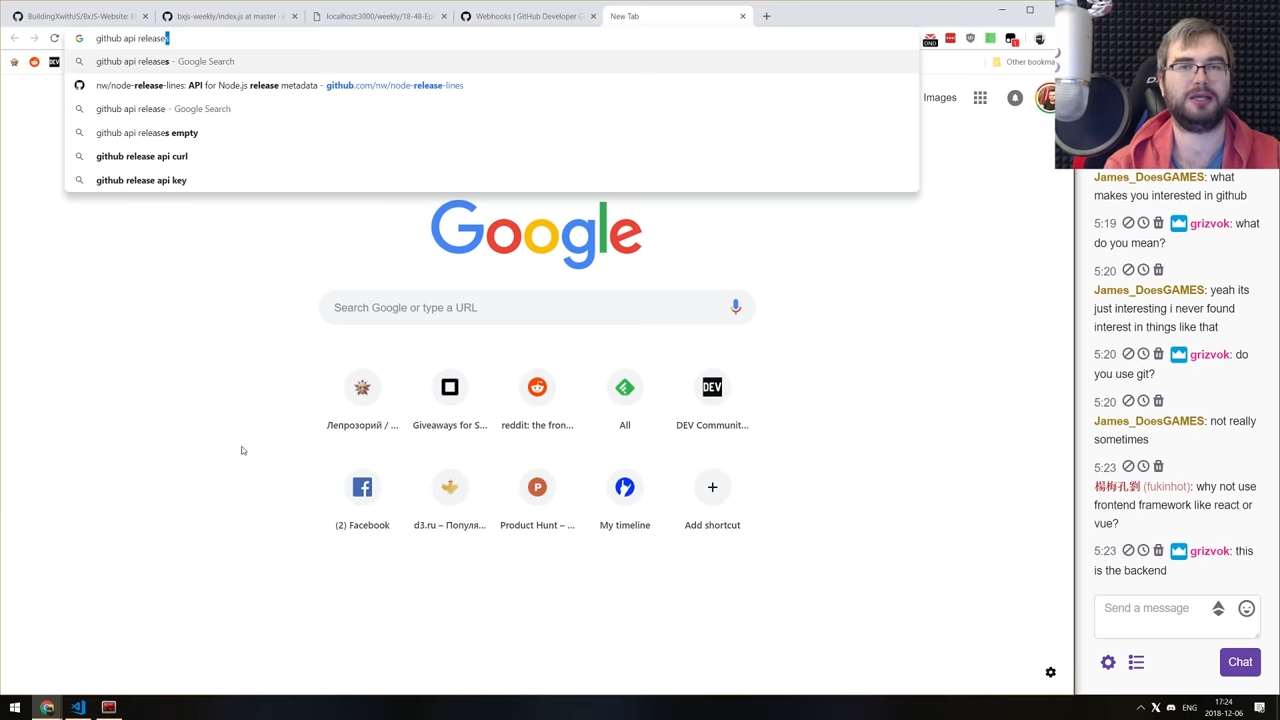 BuildingXwithJS/BxJS-Website: B
bxjs-weekly/index.js at master
localhost:3000/weekly/18-48-Ep
Webhooks | GitHub Developer G
New Tab
github api releases
github api releases - Google Search
nw/node-release-lines: API for Node.js release metadata - github.com/nw/node-release-lines
github api release - Google Search
github api releases empty
github release api curl
github release api key
DEV
Other bookma
Images
Google
Search Google or type a URL
DEV
Лепрозорий / ...
Giveaways for S...
reddit: the fron...
All
DEV Communit...
(2) Facebook
d3.ru – Популя...
Product Hunt – ...
My timeline
Add shortcut
James_DoesGAMES: what
makes you interested in github
5:19 grizvok: what
do you mean?
5:20
James_DoesGAMES: yeah its
just interesting i never found
interest in things like that
5:20 grizvok: do
you use git?
5:20
James_DoesGAMES: not really
sometimes
5:23
楊梅孔劉 (fukinhot): why not use
frontend framework like react or
vue?
5:23 grizvok: this
is the backend
Send a message
Chat
ENG
17:24
2018-12-06